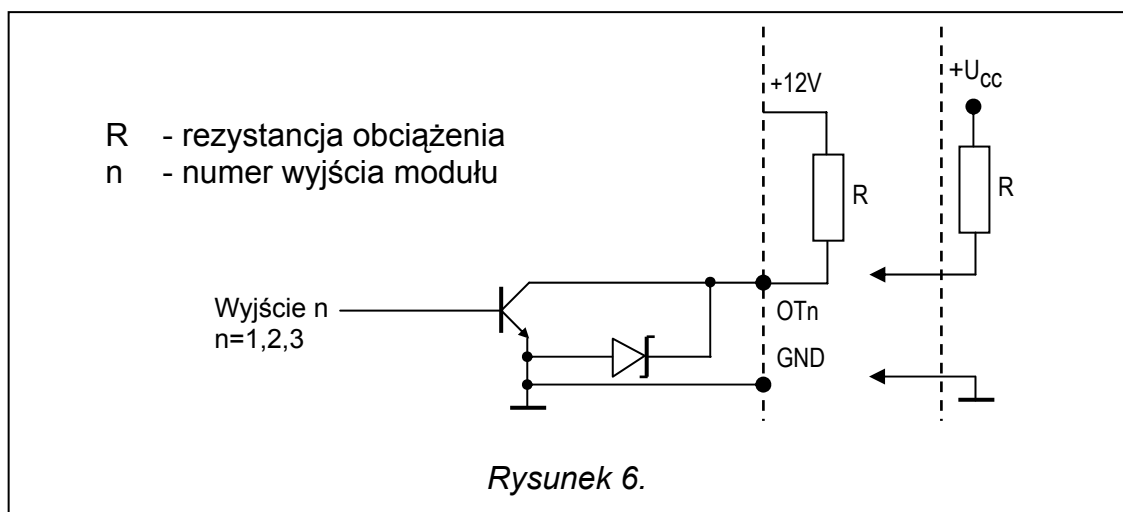 R - rezystancja obciążenia
n - numer wyjścia modułu
+12V
+UCC
R
R
Wyjście n
n=1,2,3
OTn
GND
Rysunek 6.